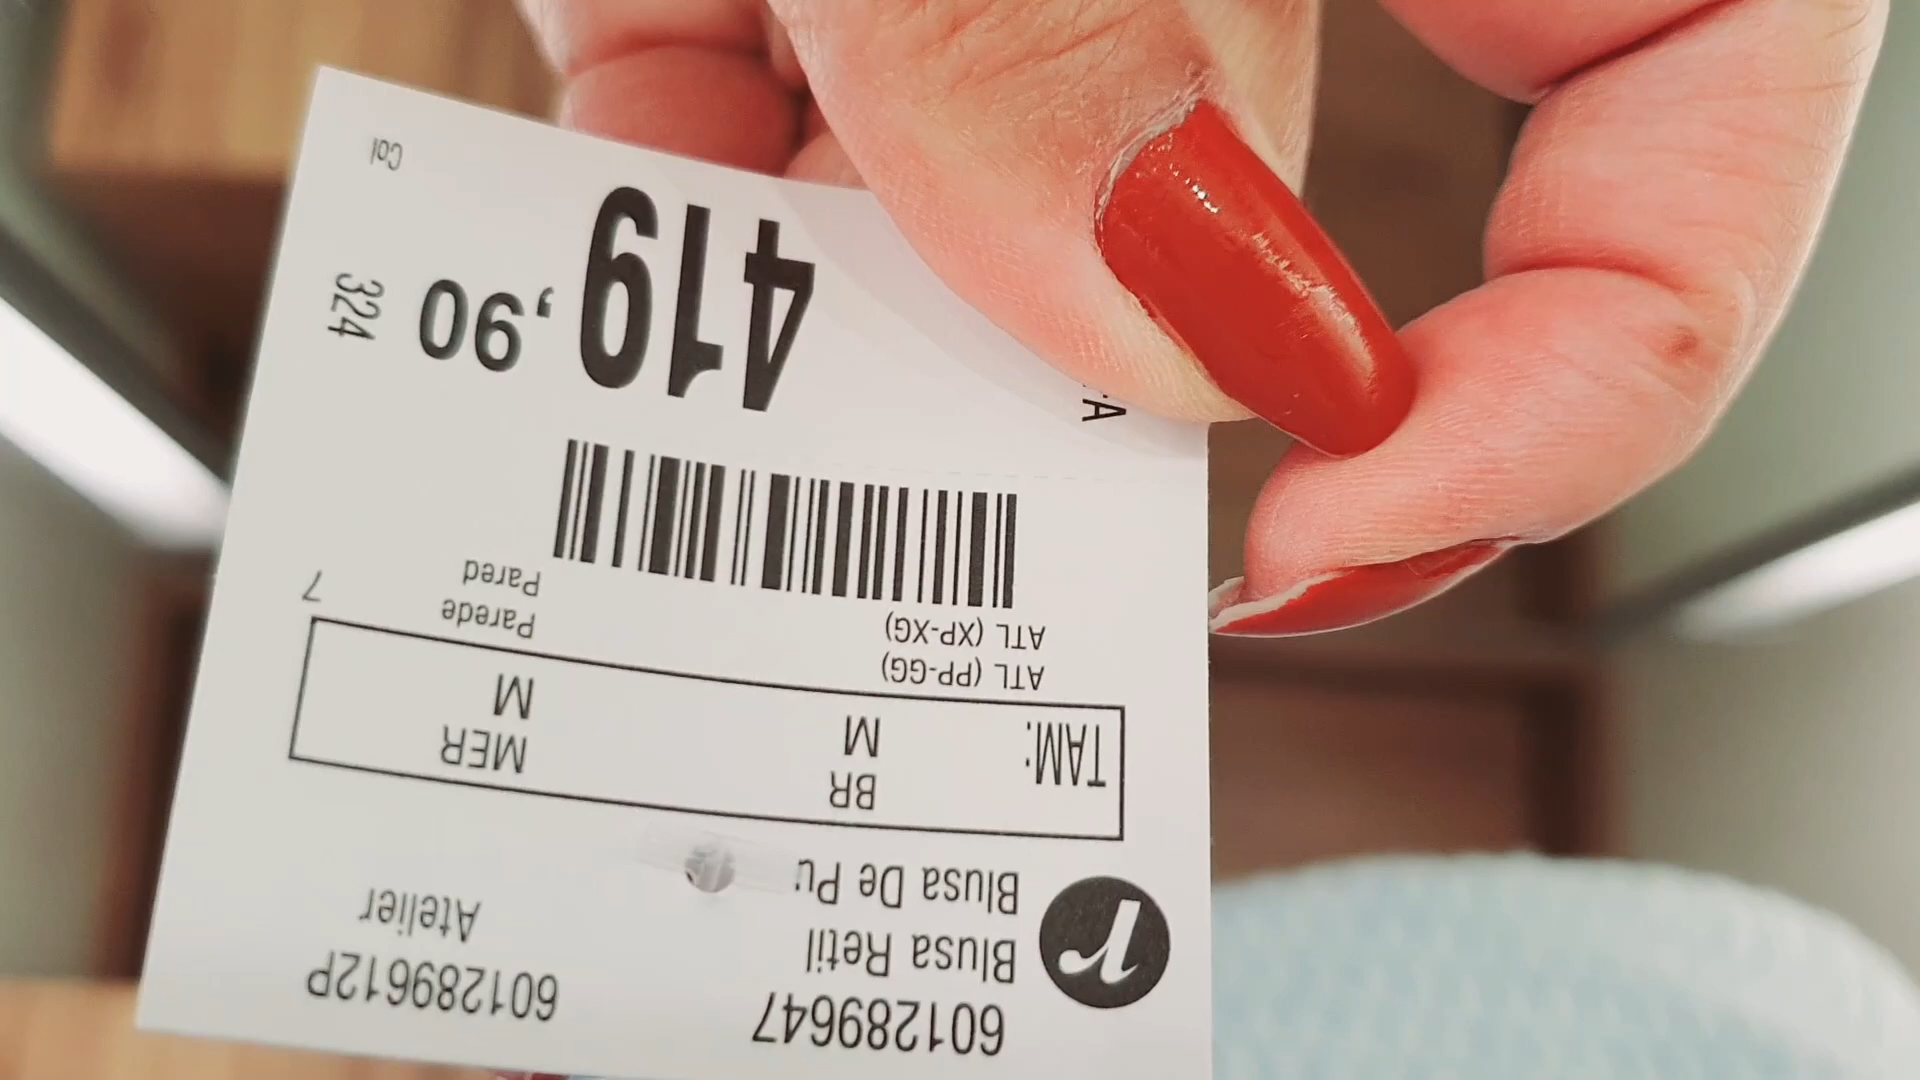 601289647 601289612P
Blusa Retil Atelier
Blusa De Pu
BR MER
TAM: M M
ATL (PP-GG) Parede 7
ATL (XP-XG) Pared
419,90 324
Col